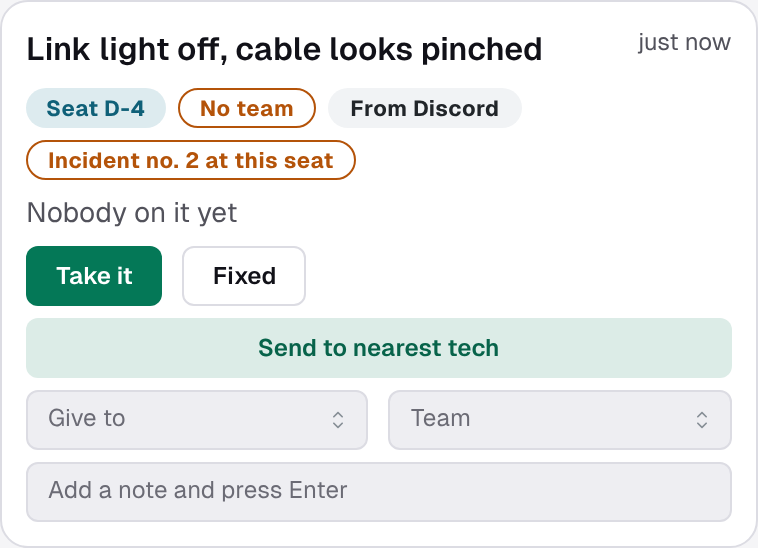 Link light off, cable looks pinched
just now
Seat D-4
No team
From Discord
Incident no. 2 at this seat
Nobody on it yet
Take it
Fixed
Send to nearest tech
Give to
Team
Add a note and press Enter